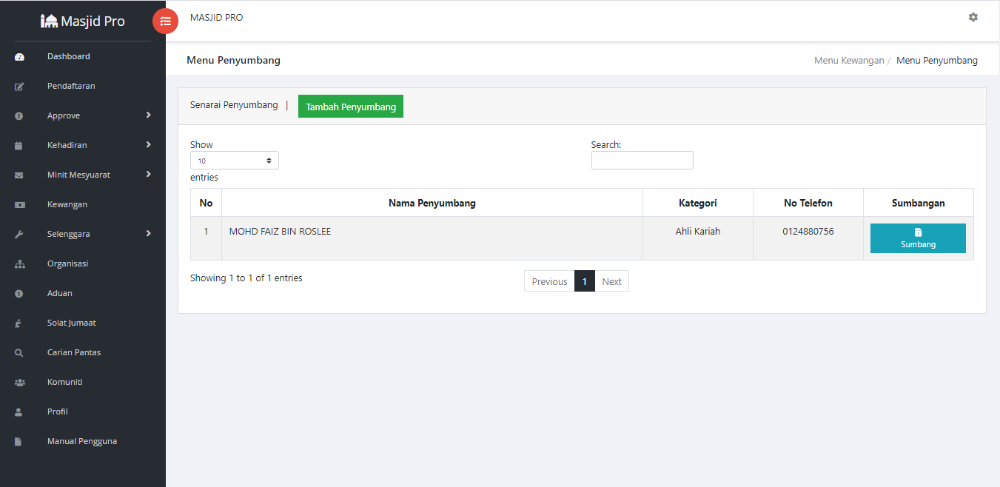 Masjid Pro
MASJID PRO
Dashboard
Pendaftaran
Approve
Kehadiran
Minit Mesyuarat
Kewangan
Selenggara
Organisasi
Aduan
Solat Jumaat
Carian Pantas
Komuniti
Profil
Manual Pengguna
Menu Penyumbang
Menu Kewangan / Menu Penyumbang
Senarai Penyumbang | Tambah Penyumbang
Show
10
entries
Search:
No Nama Penyumbang Kategori No Telefon Sumbangan
1 MOHD FAIZ BIN ROSLEE Ahli Kariah 0124880756 Sumbang
Showing 1 to 1 of 1 entries
Previous 1 Next